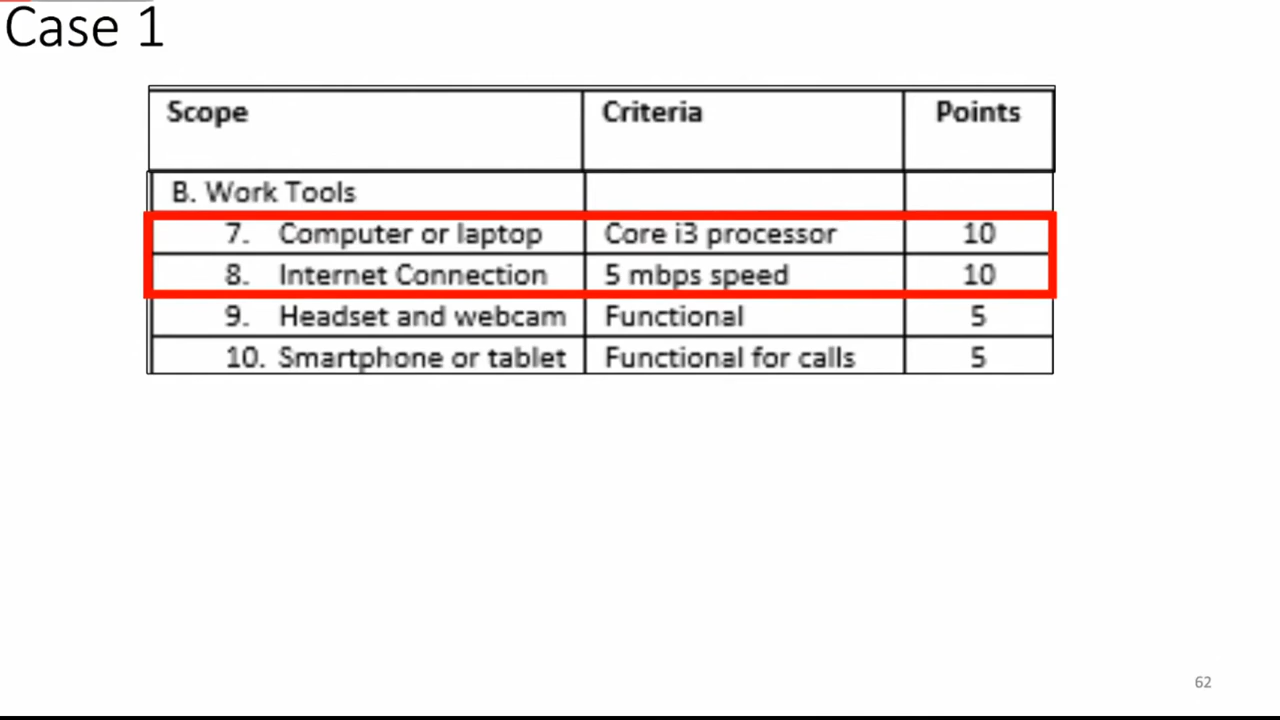 Case 1
Scope Criteria Points
B. Work Tools
7. Computer or laptop Core i3 processor 10
8. Internet Connection 5 mbps speed 10
9. Headset and webcam Functional 5
10. Smartphone or tablet Functional for calls 5
62